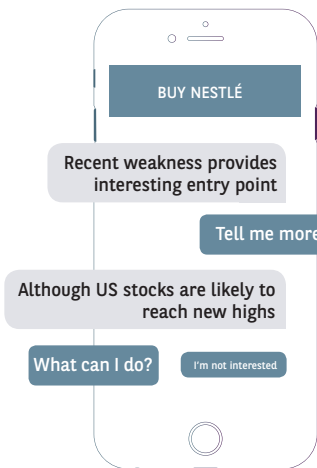 BUY NESTLÉ
Recent weakness provides
interesting entry point
Tell me more
Although US stocks are likely to
reach new highs
What can I do?
I'm not interested